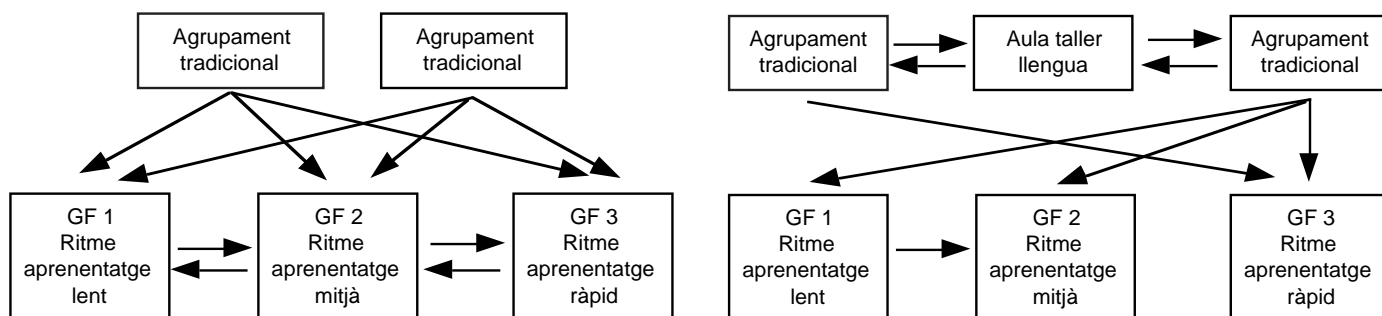 Agrupament
tradicional
Agrupament
tradicional
GF 1
Ritme
aprenentatge
lent
GF 2
Ritme
aprenentatge
mitjà
GF 3
Ritme
aprenentatge
ràpid
Agrupament
tradicional
Aula taller
llengua
Agrupament
tradicional
GF 1
Ritme
aprenentatge
lent
GF 2
Ritme
aprenentatge
mitjà
GF 3
Ritme
aprenentatge
ràpid